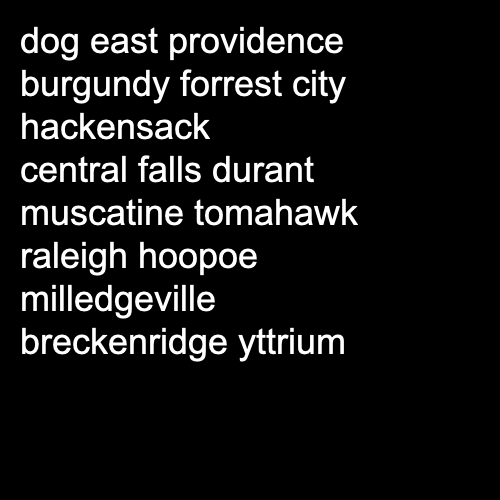 dog east providence
burgundy forrest city
hackensack
central falls durant
muscatine tomahawk
raleigh hoopoe
milledgeville
breckenridge yttrium